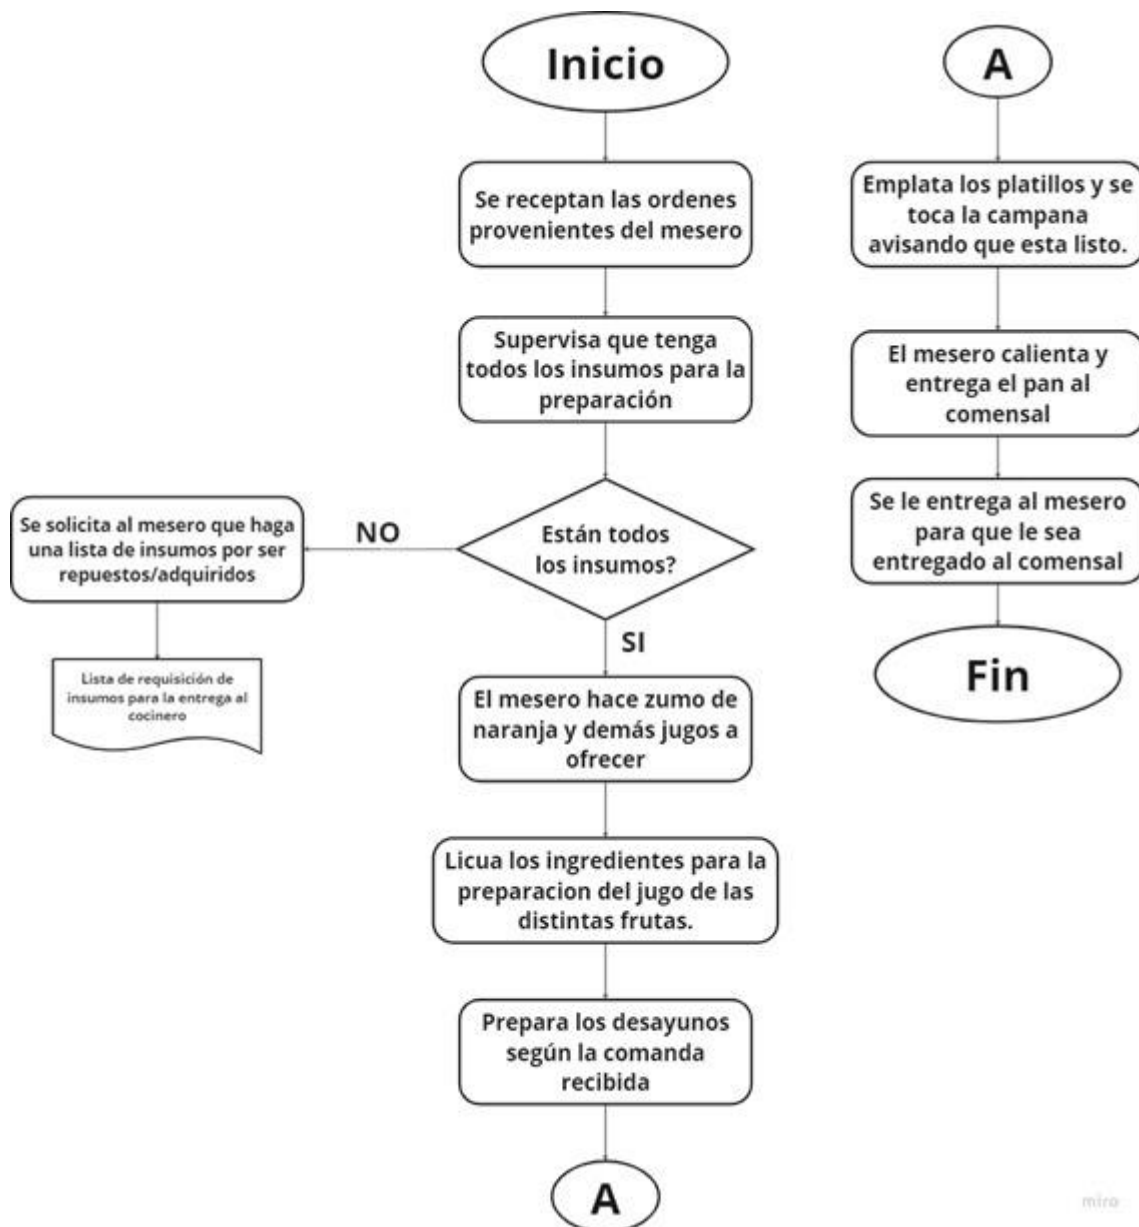 Inicio
Se receptan las ordenes
provenientes del mesero
Supervisa que tenga
todos los insumos para la
preparación
Están todos
los insumos?
NO
Se solicita al mesero que haga
una lista de insumos por ser
repuestos/adquiridos
Lista de requisición de
insumos para la entrega al
cocinero
SI
El mesero hace zumo de
naranja y demás jugos a
ofrecer
Licua los ingredientes para la
preparacion del jugo de las
distintas frutas.
Prepara los desayunos
según la comanda
recibida
A
A
Emplata los platillos y se
toca la campana
avisando que esta listo.
El mesero calienta y
entrega el pan al
comensal
Se le entrega al mesero
para que le sea
entregado al comensal
Fin
miro